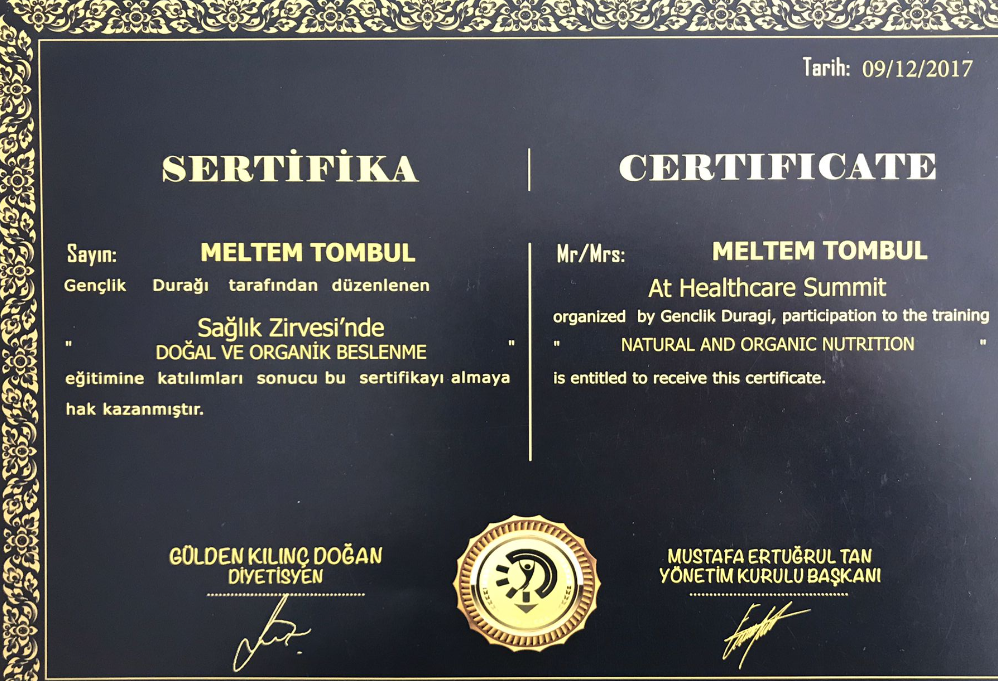 Tarih: 09/12/2017
SERTİFİKA
Sayın: MELTEM TOMBUL
Gençlik Durağı tarafından düzenlenen
Sağlık Zirvesi'nde
" DOĞAL VE ORGANİK BESLENME "
eğitimine katılımları sonucu bu sertifikayı almaya
hak kazanmıştır.
GÜLDEN KILINÇ DOĞAN
DİYETİSYEN
CERTIFICATE
Mr/Mrs: MELTEM TOMBUL
At Healthcare Summit
organized by Genclik Duragi, participation to the training
" NATURAL AND ORGANIC NUTRITION "
is entitled to receive this certificate.
MUSTAFA ERTUĞRUL TAN
YÖNETİM KURULU BAŞKANI